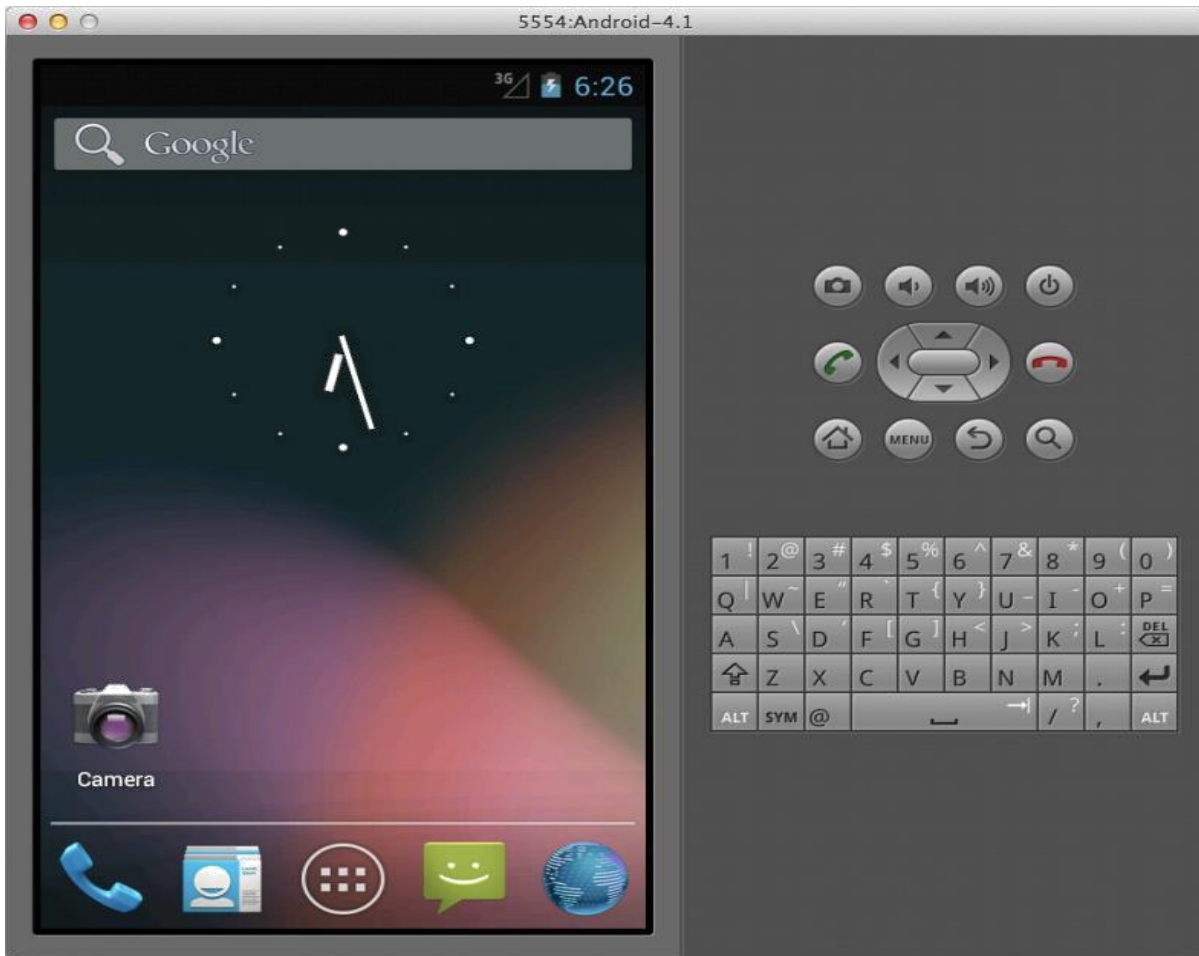 5554:Android-4.1
3G 6:26
Google
Camera
MENU
1 ! 2 @ 3 # 4 $ 5 % 6 ^ 7 & 8 * 9 ( 0 )
Q | W ~ E " R ` T { Y } U _ I - O + P =
A S \ D ' F [ G ] H < J > K ; L : DEL
Z X C V B N M .
ALT SYM @ / ? , ALT